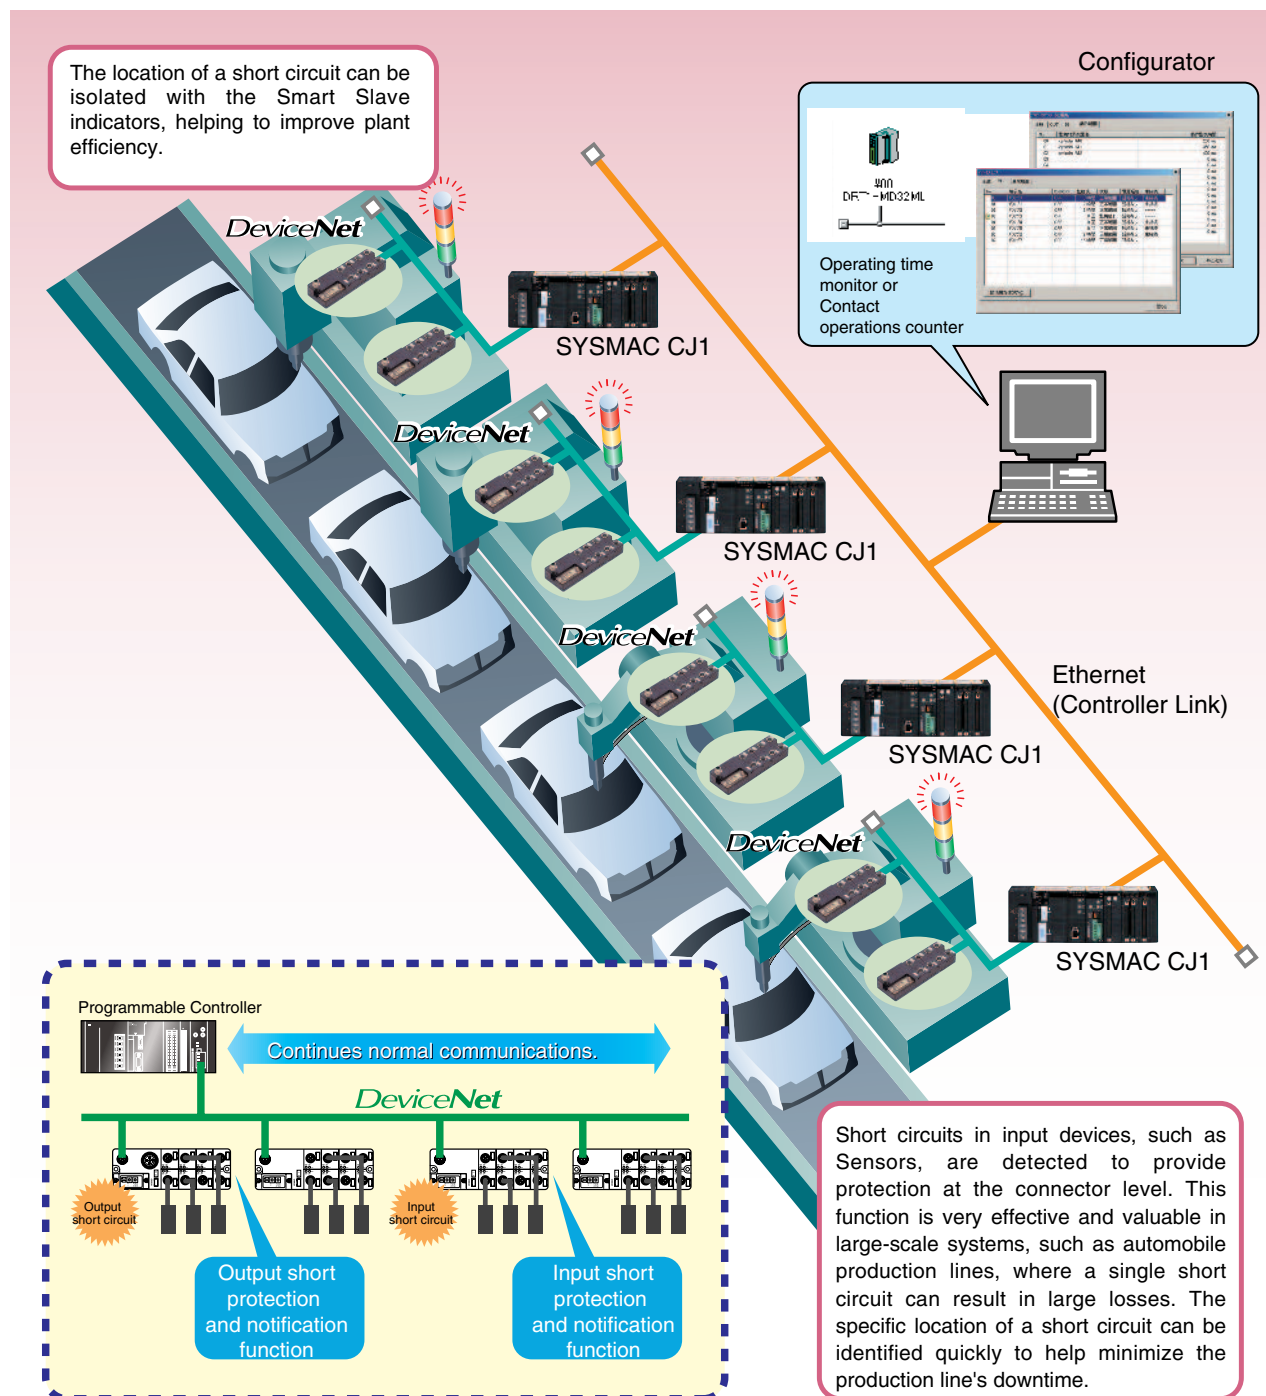 The location of a short circuit can be
isolated with the Smart Slave
indicators, helping to improve plant
efficiency.
Configurator
#00
Operating time
monitor or
Contact
operations counter
DeviceNet
SYSMAC CJ1
DeviceNet
SYSMAC CJ1
DeviceNet
Ethernet
(Controller Link)
SYSMAC CJ1
DeviceNet
SYSMAC CJ1
Programmable Controller
Continues normal communications.
DeviceNet
Output
short circuit
Input
short circuit
Output short
protection
and notification
function
Input short
protection
and notification
function
Short circuits in input devices, such as
Sensors, are detected to provide
protection at the connector level. This
function is very effective and valuable in
large-scale systems, such as automobile
production lines, where a single short
circuit can result in large losses. The
specific location of a short circuit can be
identified quickly to help minimize the
production line's downtime.